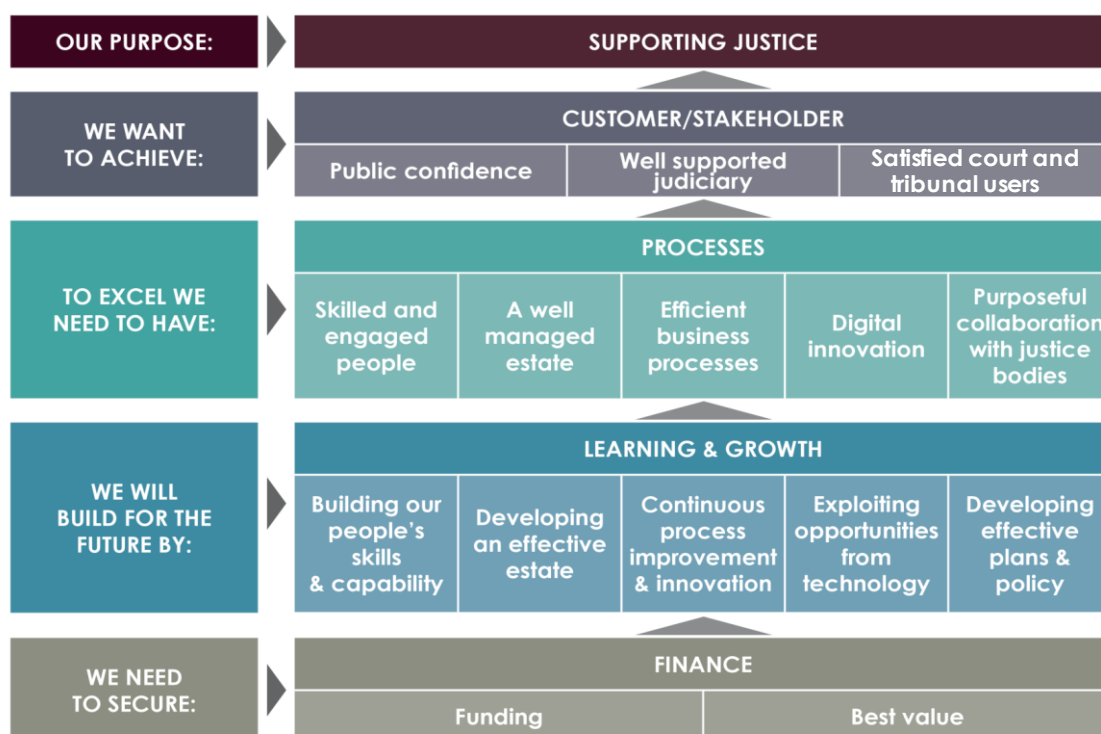 OUR PURPOSE:
SUPPORTING JUSTICE
WE WANT
TO ACHIEVE:
CUSTOMER/STAKEHOLDER
Public confidence
Well supported
judiciary
Satisfied court and
tribunal users
TO EXCEL WE
NEED TO HAVE:
PROCESSES
Skilled and
engaged
people
A well
managed
estate
Efficient
business
processes
Digital
innovation
Purposeful
collaboration
with justice
bodies
WE WILL
BUILD FOR THE
FUTURE BY:
LEARNING & GROWTH
Building our
people’s
skills
& capability
Developing
an effective
estate
Continuous
process
improvement
& innovation
Exploiting
opportunities
from
technology
Developing
effective
plans &
policy
WE NEED
TO SECURE:
FINANCE
Funding
Best value